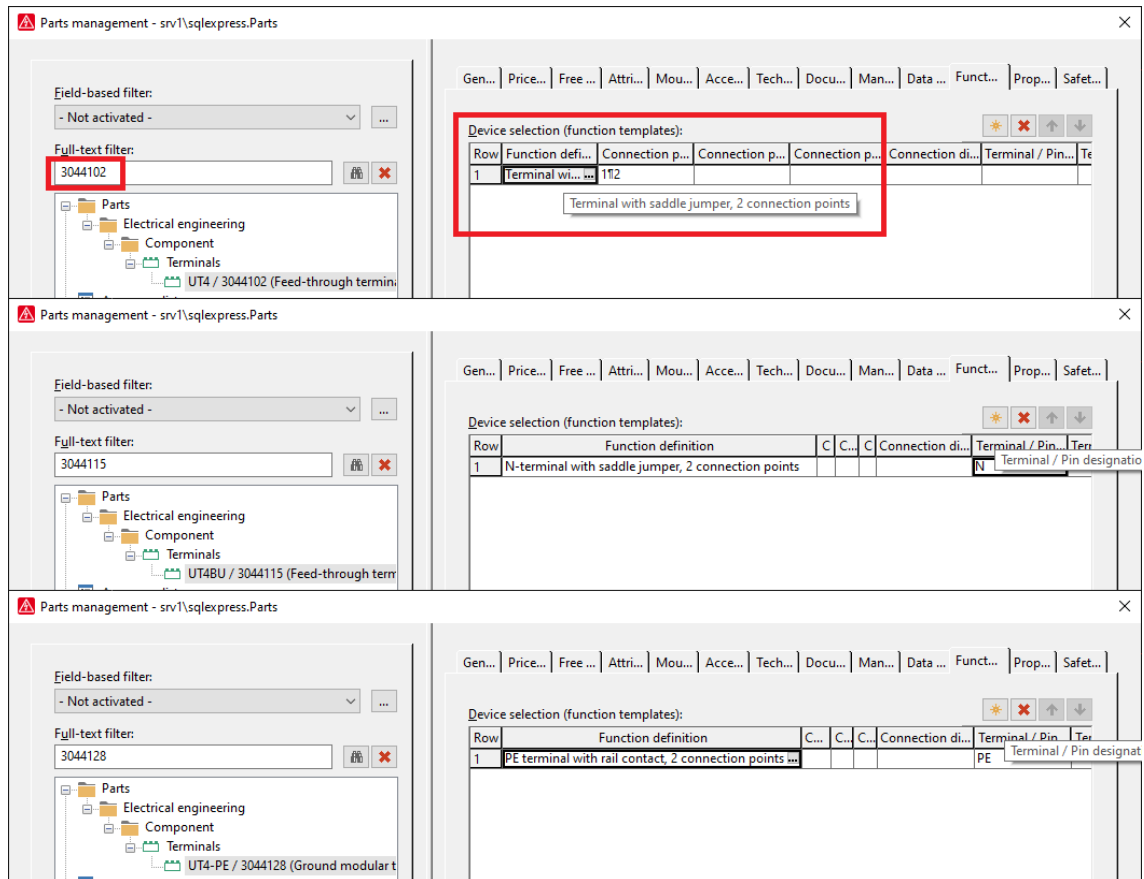 Parts management - srv1\sqlexpress.Parts
Field-based filter:
- Not activated -
...
Full-text filter:
3044102
Parts
Electrical engineering
Component
Terminals
UT4 / 3044102 (Feed-through termin
Gen... Price... Free ... Attri... Mou... Acce... Tech... Docu... Man... Data ... Funct... Prop... Safet...
Device selection (function templates):
Row Function defi... Connection p... Connection p... Connection p... Connection di... Terminal / Pin... Te
1 Terminal wi... ... 1¶2
Terminal with saddle jumper, 2 connection points
Parts management - srv1\sqlexpress.Parts
Field-based filter:
- Not activated -
...
Full-text filter:
3044115
Parts
Electrical engineering
Component
Terminals
UT4BU / 3044115 (Feed-through term
Gen... Price... Free ... Attri... Mou... Acce... Tech... Docu... Man... Data ... Funct... Prop... Safet...
Device selection (function templates):
Row Function definition C C... C Connection di... Terminal / Pin... Terr
1 N-terminal with saddle jumper, 2 connection points N
Terminal / Pin designatio
Parts management - srv1\sqlexpress.Parts
Field-based filter:
- Not activated -
...
Full-text filter:
3044128
Parts
Electrical engineering
Component
Terminals
UT4-PE / 3044128 (Ground modular t
Gen... Price... Free ... Attri... Mou... Acce... Tech... Docu... Man... Data ... Funct... Prop... Safet...
Device selection (function templates):
Row Function definition C... C... C... Connection di... Terminal / Pin Ter
1 PE terminal with rail contact, 2 connection points ... PE
Terminal / Pin designat